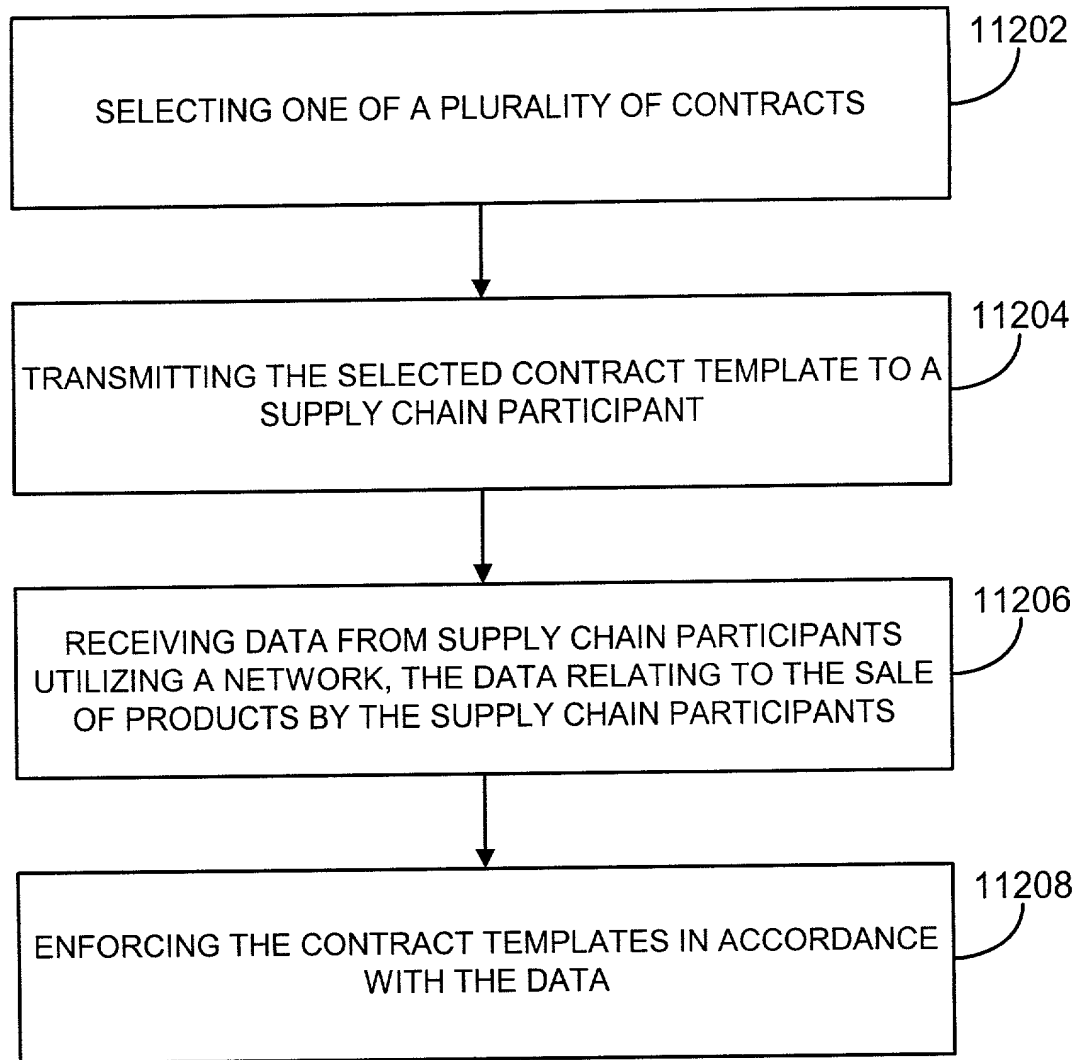 11202
SELECTING ONE OF A PLURALITY OF CONTRACTS
11204
TRANSMITTING THE SELECTED CONTRACT TEMPLATE TO A
SUPPLY CHAIN PARTICIPANT
11206
RECEIVING DATA FROM SUPPLY CHAIN PARTICIPANTS
UTILIZING A NETWORK, THE DATA RELATING TO THE SALE
OF PRODUCTS BY THE SUPPLY CHAIN PARTICIPANTS
11208
ENFORCING THE CONTRACT TEMPLATES IN ACCORDANCE
WITH THE DATA